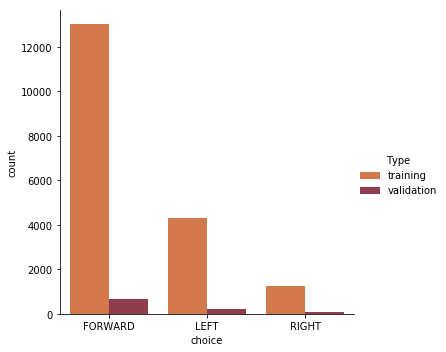 12000
10000
8000
6000
4000
2000
0
count
FORWARD
LEFT
RIGHT
choice
Type
training
validation